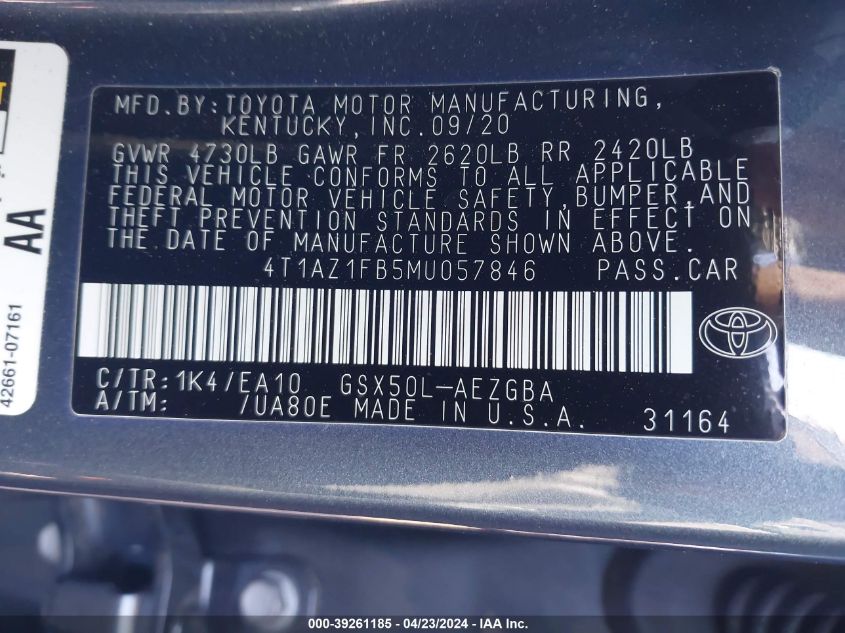 MFD. BY: TOYOTA MOTOR MANUFACTURING,
KENTUCKY, INC. 09/20
GVWR 4730LB GAWR FR 2620LB RR 2420LB
THIS VEHICLE CONFORMS TO ALL APPLICABLE
FEDERAL MOTOR VEHICLE SAFETY, BUMPER, AND
THEFT PREVENTION STANDARDS IN EFFECT ON
THE DATE OF MANUFACTURE SHOWN ABOVE.
4T1AZ1FB5MU057846 PASS. CAR
C/TR: 1K4/EA10 GSX50L-AEZGBA
A/TM: /UA80E MADE IN U.S.A. 31164
AA
42661-07161
000-39261185 - 04/23/2024 - IAA Inc.